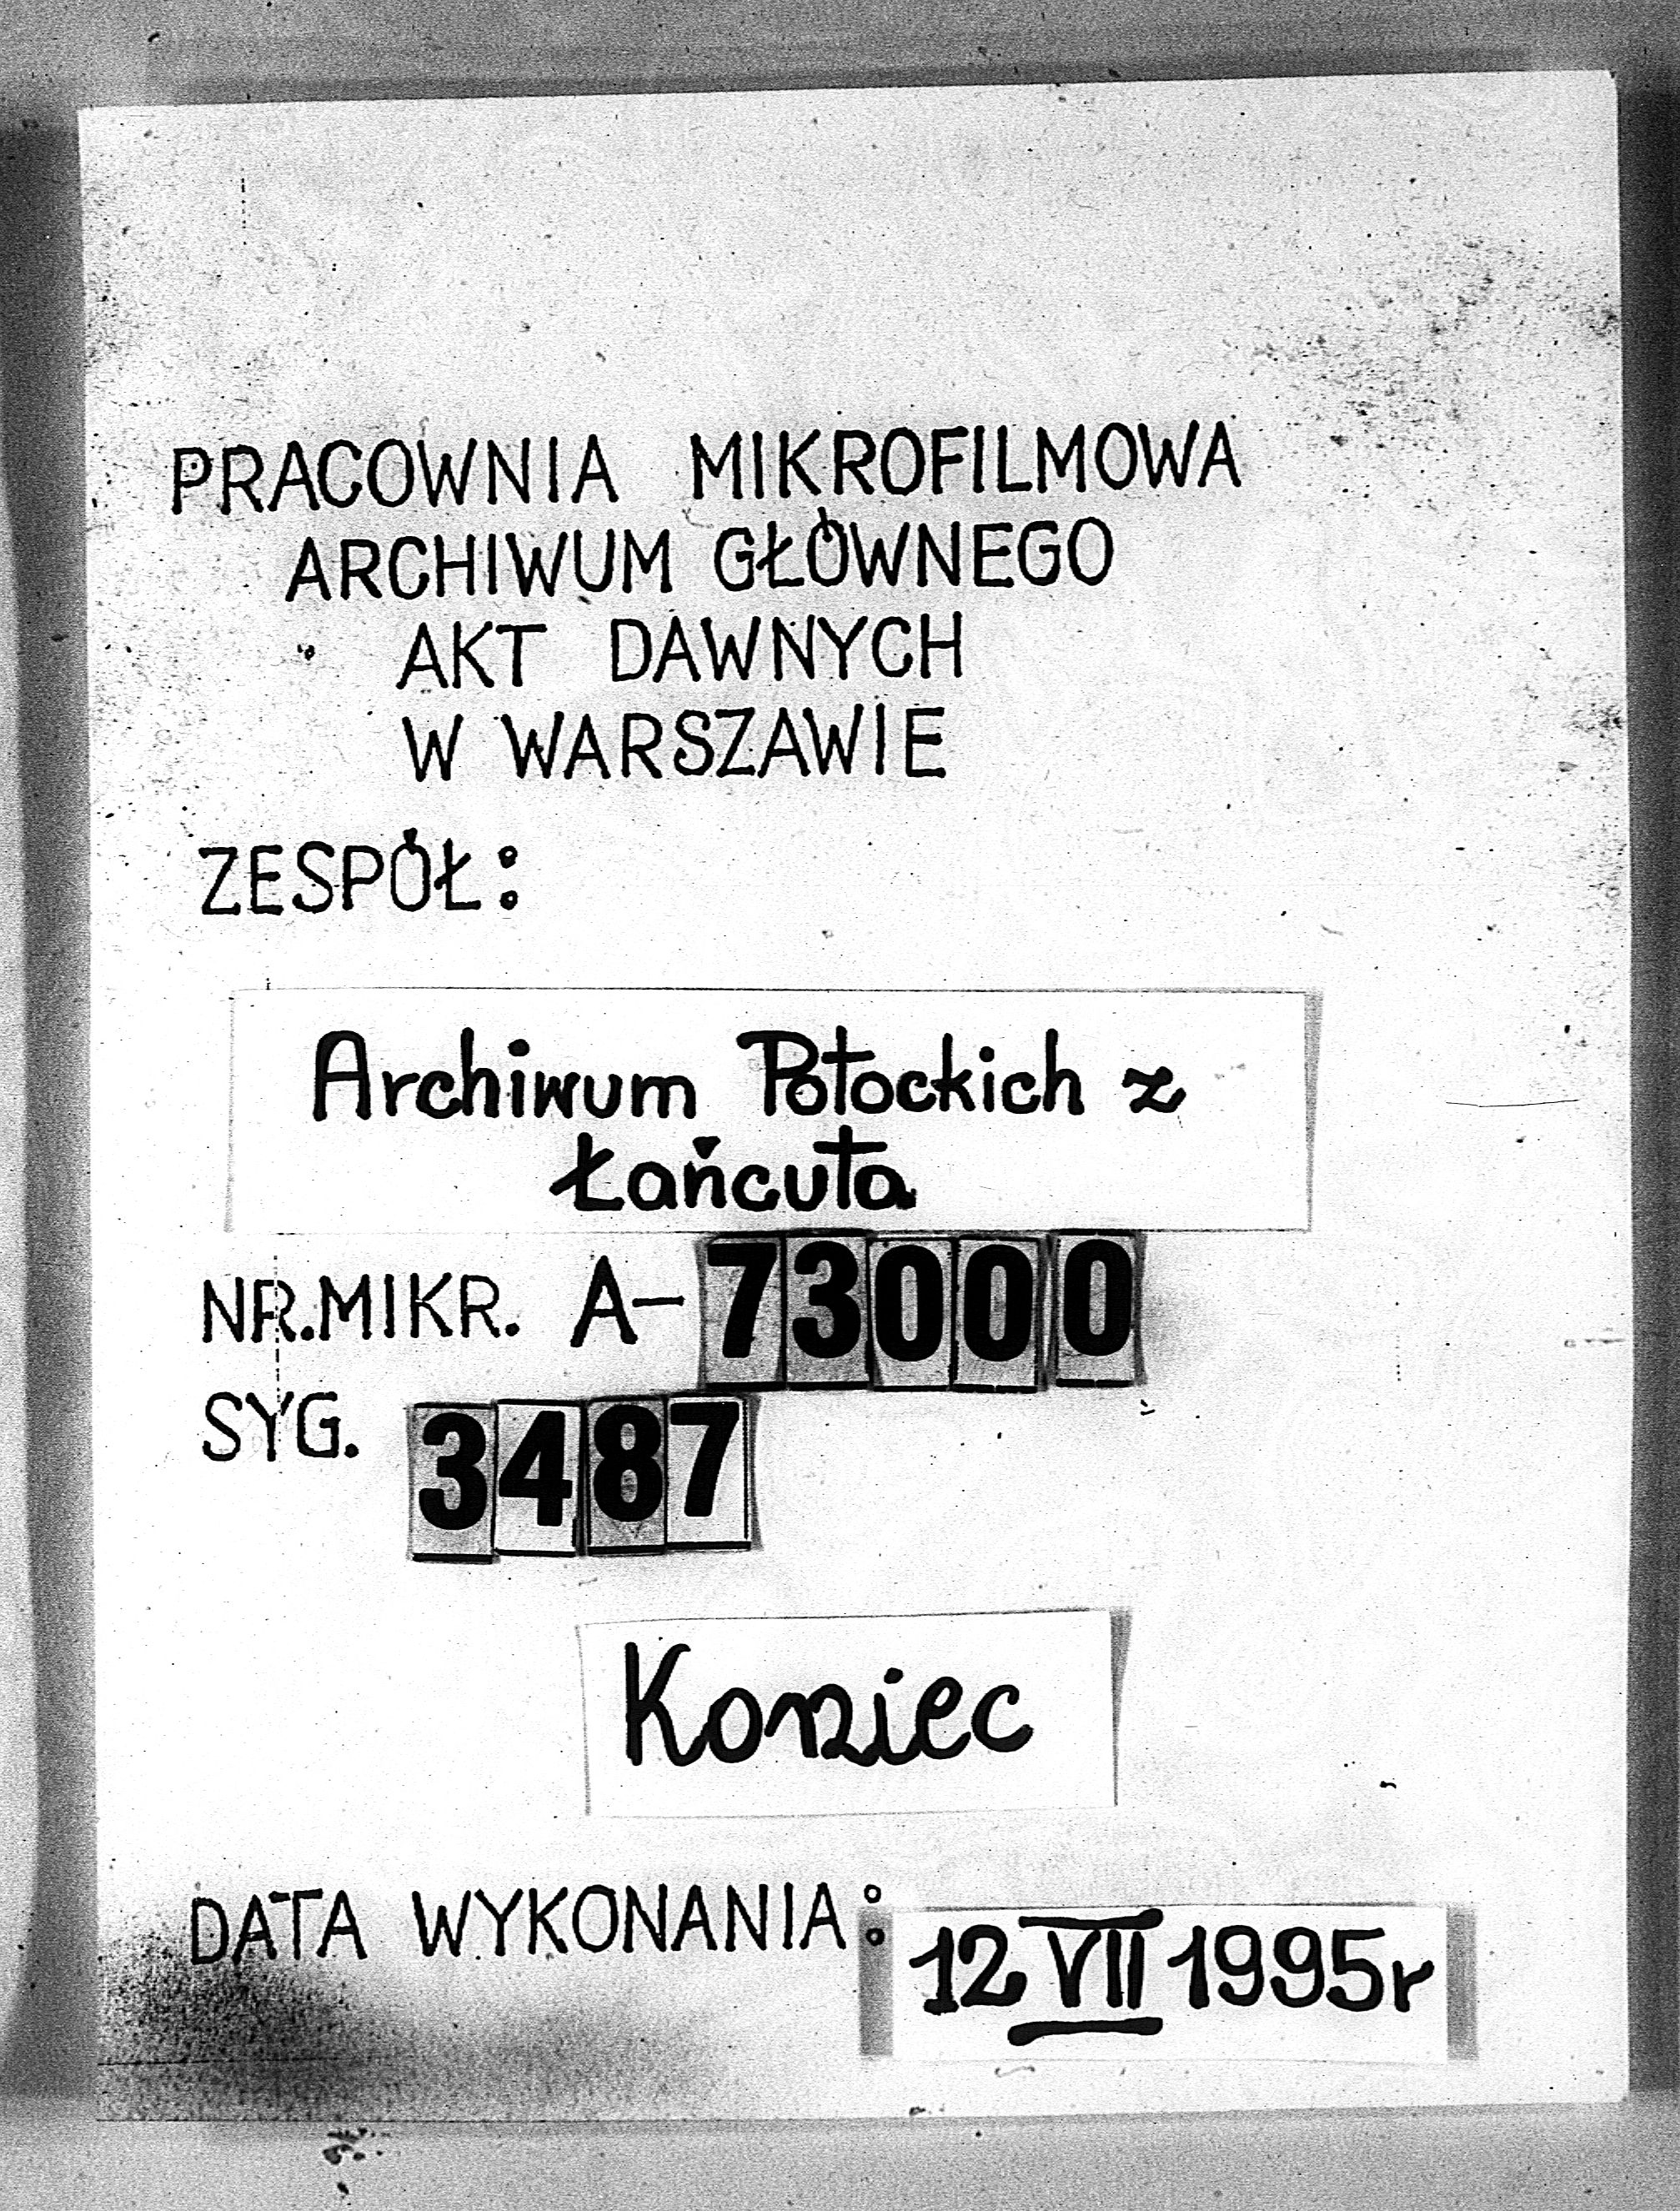 PRACOWNIA MIKROFILMOWA
ARCHIWUM GŁÓWNEGO
AKT DAWNYCH
W WARSZAWIE
ZESPÓŁ:
Archiwum Potockich z
Łańcuta
NR.MIKR. A-73000
SYG. 3487
Koniec
DATA WYKONANIA: 12 VII 1995r